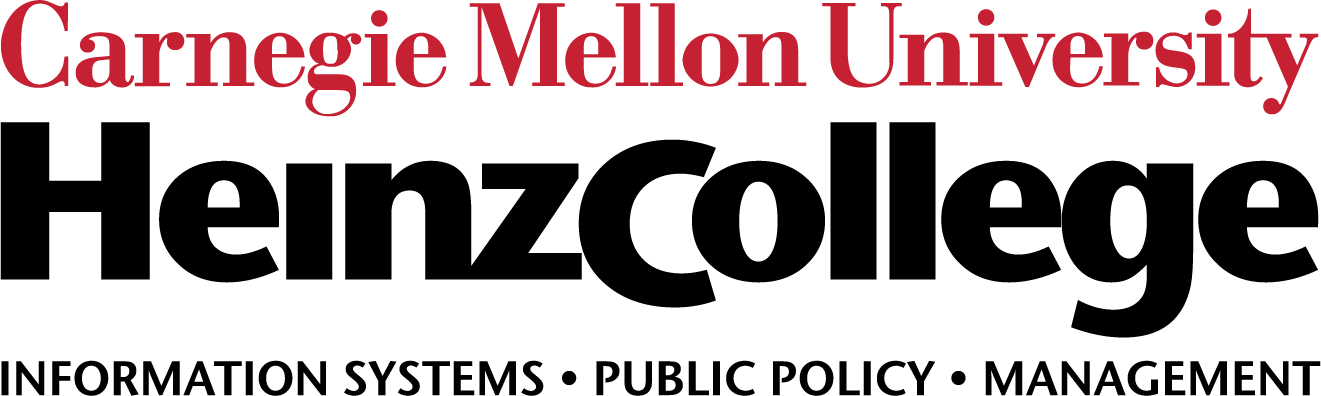 Carnegie Mellon University
HeinzCollege
INFORMATION SYSTEMS • PUBLIC POLICY • MANAGEMENT